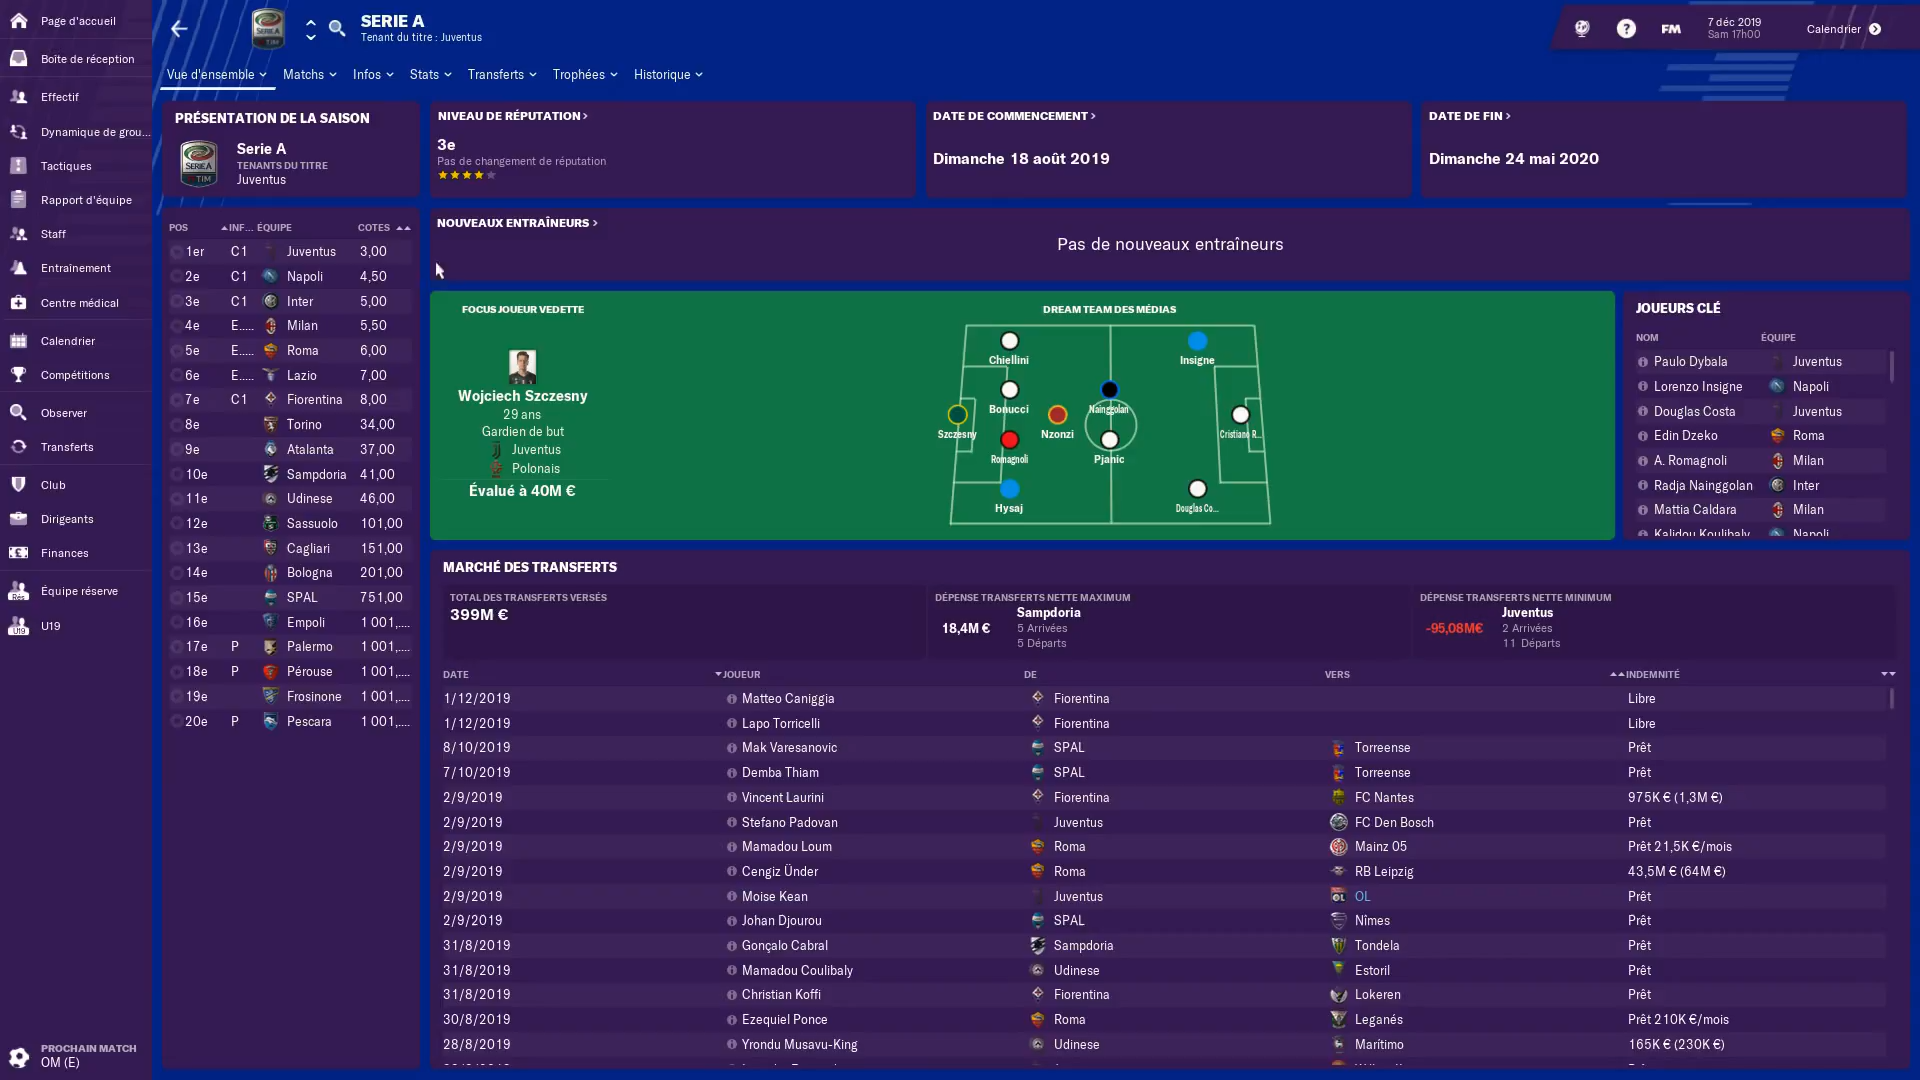 Page d'accueil
Boîte de réception
Effectif
Dynamique de grou...
Tactiques
Rapport d'équipe
Staff
Entraînement
Centre médical
Calendrier
Compétitions
Observer
Transferts
Club
Dirigeants
Finances
Équipe réserve
U19
PROCHAIN MATCH
OM (E)
SERIE A
Tenant du titre : Juventus
FM
7 déc 2019
Sam 17h00
Calendrier
Vue d'ensemble Matchs Infos Stats Transferts Trophées Historique
PRÉSENTATION DE LA SAISON
Serie A
TENANTS DU TITRE
Juventus
NIVEAU DE RÉPUTATION
3e
Pas de changement de réputation
DATE DE COMMENCEMENT
Dimanche 18 août 2019
DATE DE FIN
Dimanche 24 mai 2020
POS INF... ÉQUIPE COTES
1er C1 Juventus 3,00
2e C1 Napoli 4,50
3e C1 Inter 5,00
4e E..... Milan 5,50
5e E..... Roma 6,00
6e E..... Lazio 7,00
7e C1 Fiorentina 8,00
8e Torino 34,00
9e Atalanta 37,00
10e Sampdoria 41,00
11e Udinese 46,00
12e Sassuolo 101,00
13e Cagliari 151,00
14e Bologna 201,00
15e SPAL 751,00
16e Empoli 1 001,...
17e P Palermo 1 001,...
18e P Pérouse 1 001,...
19e Frosinone 1 001,...
20e P Pescara 1 001,...
NOUVEAUX ENTRAÎNEURS
Pas de nouveaux entraîneurs
FOCUS JOUEUR VEDETTE
Wojciech Szczesny
29 ans
Gardien de but
Juventus
Polonais
Évalué à 40M €
DREAM TEAM DES MÉDIAS
Chiellini
Insigne
Bonucci
Nainggolan
Szczesny
Nzonzi
Cristiano R...
Romagnoli
Pjanic
Hysaj
Douglas Co...
JOUEURS CLÉ
NOM ÉQUIPE
Paulo Dybala Juventus
Lorenzo Insigne Napoli
Douglas Costa Juventus
Edin Dzeko Roma
A. Romagnoli Milan
Radja Nainggolan Inter
Mattia Caldara Milan
Kalidou Koulibaly Napoli
MARCHÉ DES TRANSFERTS
TOTAL DES TRANSFERTS VERSÉS
399M €
DÉPENSE TRANSFERTS NETTE MAXIMUM
18,4M €
Sampdoria
5 Arrivées
5 Départs
DÉPENSE TRANSFERTS NETTE MINIMUM
-95,08M€
Juventus
2 Arrivées
11 Départs
DATE JOUEUR DE VERS INDEMNITÉ
1/12/2019 Matteo Caniggia Fiorentina Libre
1/12/2019 Lapo Torricelli Fiorentina Libre
8/10/2019 Mak Varesanovic SPAL Torreense Prêt
7/10/2019 Demba Thiam SPAL Torreense Prêt
2/9/2019 Vincent Laurini Fiorentina FC Nantes 975K € (1,3M €)
2/9/2019 Stefano Padovan Juventus FC Den Bosch Prêt
2/9/2019 Mamadou Loum Roma Mainz 05 Prêt 21,5K €/mois
2/9/2019 Cengiz Ünder Roma RB Leipzig 43,5M € (64M €)
2/9/2019 Moise Kean Juventus OL Prêt
2/9/2019 Johan Djourou SPAL Nîmes Prêt
31/8/2019 Gonçalo Cabral Sampdoria Tondela Prêt
31/8/2019 Mamadou Coulibaly Udinese Estoril Prêt
31/8/2019 Christian Koffi Fiorentina Lokeren Prêt
30/8/2019 Ezequiel Ponce Roma Leganés Prêt 210K €/mois
28/8/2019 Yrondu Musavu-King Udinese Marítimo 165K € (230K €)